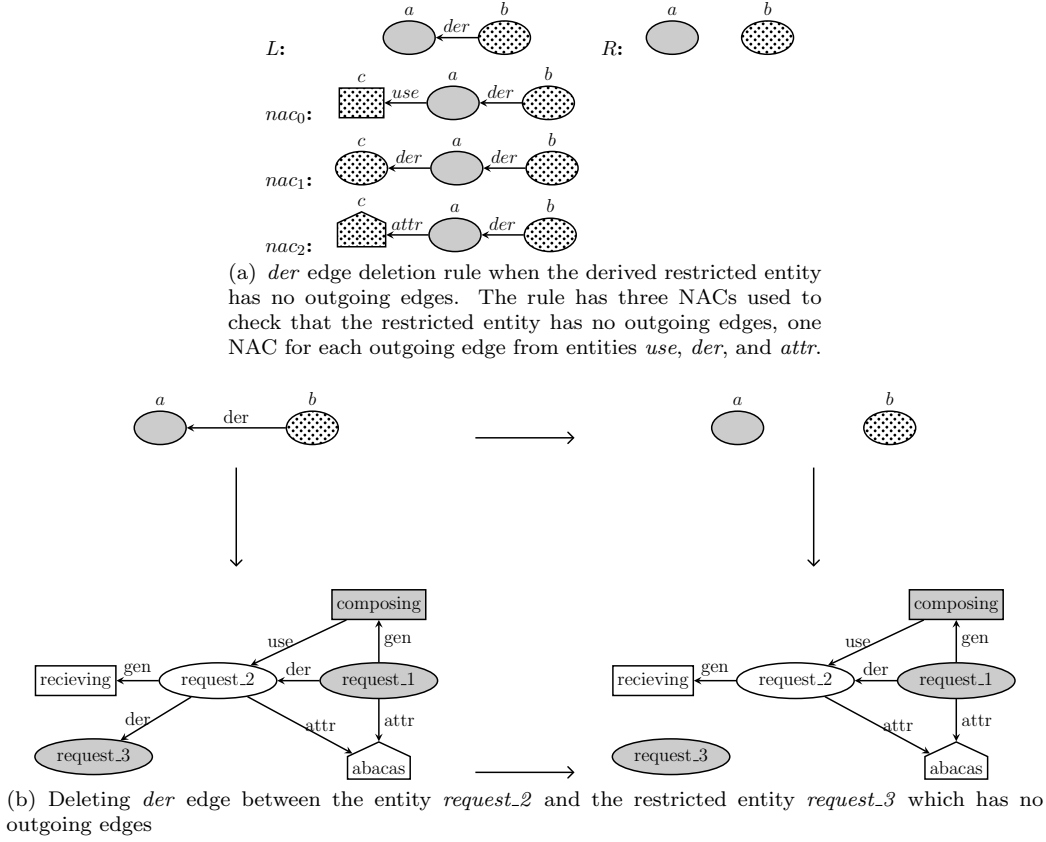 a b a b
L: der R:
c a b
nac0: use der
c a b
nac1: der der
c a b
nac2: attr der
(a) der edge deletion rule when the derived restricted entity
has no outgoing edges. The rule has three NACs used to
check that the restricted entity has no outgoing edges, one
NAC for each outgoing edge from entities use, der, and attr.
a b a b
der
composing composing
use gen use gen
recieving gen request_2 der request_1 recieving gen request_2 der request_1
der attr attr attr attr
request_3 abacas request_3 abacas
(b) Deleting der edge between the entity request_2 and the restricted entity request_3 which has no
outgoing edges